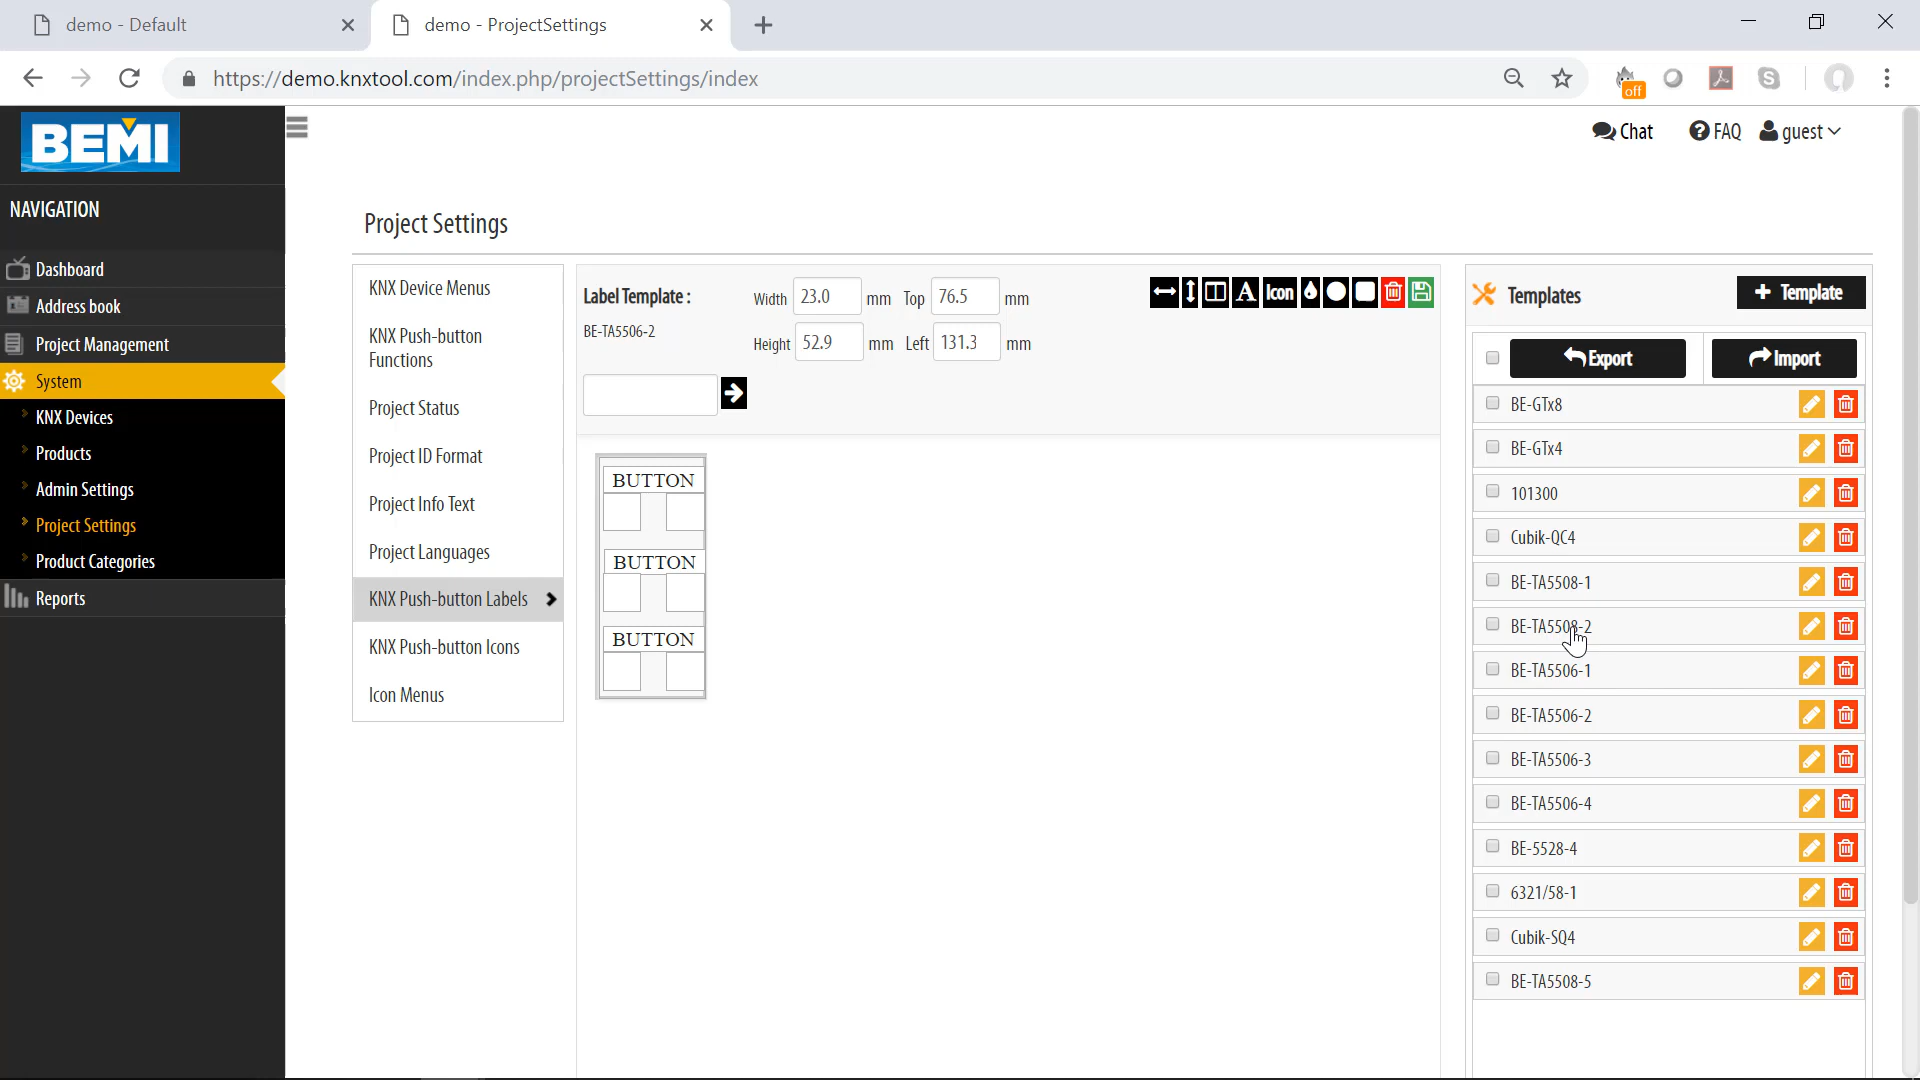 demo - Default
demo - ProjectSettings
https://demo.knxtool.com/index.php/projectSettings/index
off
BEMI
Chat
FAQ
guest
NAVIGATION
Dashboard
Address book
Project Management
System
KNX Devices
Products
Admin Settings
Project Settings
Product Categories
Reports
Project Settings
KNX Device Menus
KNX Push-button
Functions
Project Status
Project ID Format
Project Info Text
Project Languages
KNX Push-button Labels
KNX Push-button Icons
Icon Menus
Label Template :
BE-TA5506-2
Width 23.0 mm Top 76.5 mm
Height 52.9 mm Left 131.3 mm
A
Icon
BUTTON
BUTTON
BUTTON
Templates
+ Template
Export
Import
BE-GTx8
BE-GTx4
101300
Cubik-QC4
BE-TA5508-1
BE-TA5508-2
BE-TA5506-1
BE-TA5506-2
BE-TA5506-3
BE-TA5506-4
BE-5528-4
6321/58-1
Cubik-SQ4
BE-TA5508-5